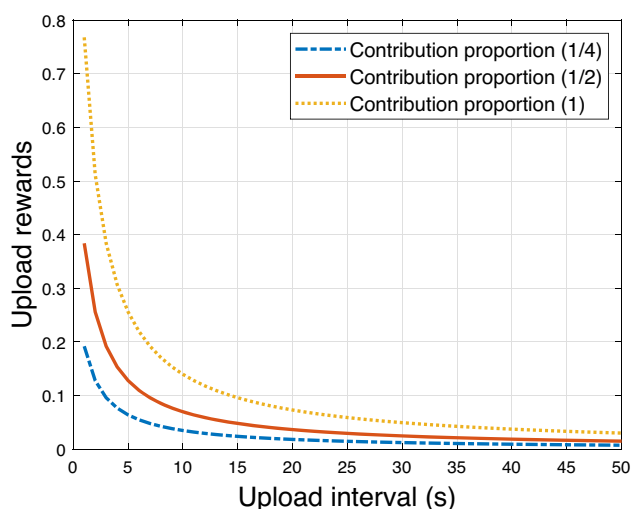 0.8
0.7
0.6
0.5
0.4
0.3
0.2
0.1
0
Upload rewards
Contribution proportion (1/4)
Contribution proportion (1/2)
Contribution proportion (1)
0 5 10 15 20 25 30 35 40 45 50
Upload interval (s)